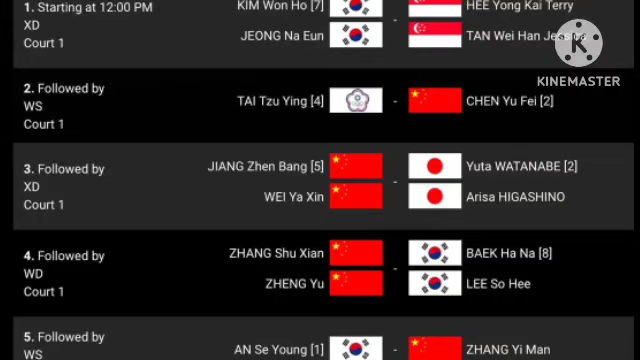 1. Starting at 12:00 PM
XD
Court 1
KIM Won Ho [7] - HEE Yong Kai Terry
JEONG Na Eun TAN Wei Han Jessica
K
KINEMASTER
2. Followed by
WS
Court 1
TAI Tzu Ying [4] - CHEN Yu Fei [2]
3. Followed by
XD
Court 1
JIANG Zhen Bang [5] - Yuta WATANABE [2]
WEI Ya Xin Arisa HIGASHINO
4. Followed by
WD
Court 1
ZHANG Shu Xian - BAEK Ha Na [8]
ZHENG Yu LEE So Hee
5. Followed by
WS
AN Se Young [1] - ZHANG Yi Man